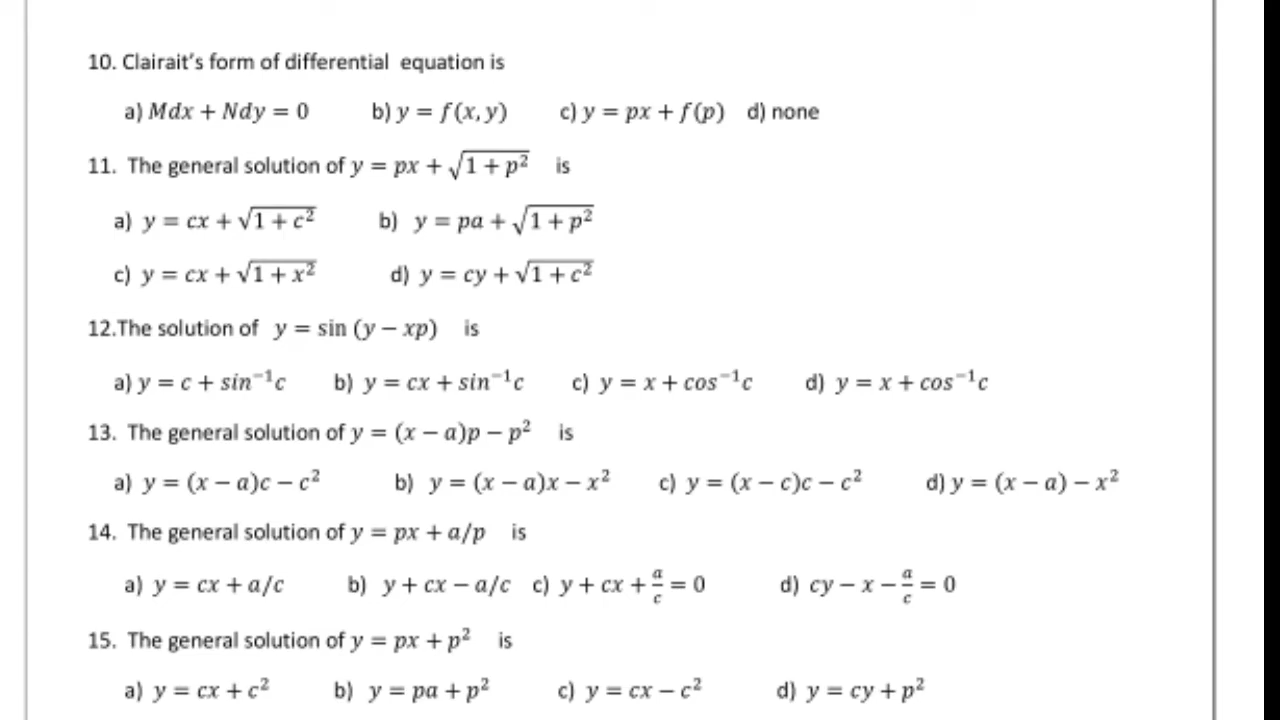 10. Clairait's form of differential equation is
a) Mdx + Ndy = 0 b) y = f(x, y) c) y = px + f(p) d) none
11. The general solution of y = px + √(1 + p²) is
a) y = cx + √(1 + c²) b) y = pa + √(1 + p²)
c) y = cx + √(1 + x²) d) y = cy + √(1 + c²)
12.The solution of y = sin (y − xp) is
a) y = c + sin⁻¹c b) y = cx + sin⁻¹c c) y = x + cos⁻¹c d) y = x + cos⁻¹c
13. The general solution of y = (x − a)p − p² is
a) y = (x − a)c − c² b) y = (x − a)x − x² c) y = (x − c)c − c² d) y = (x − a) − x²
14. The general solution of y = px + a/p is
a) y = cx + a/c b) y + cx − a/c c) y + cx + a/c = 0 d) cy − x − a/c = 0
15. The general solution of y = px + p² is
a) y = cx + c² b) y = pa + p² c) y = cx − c² d) y = cy + p²